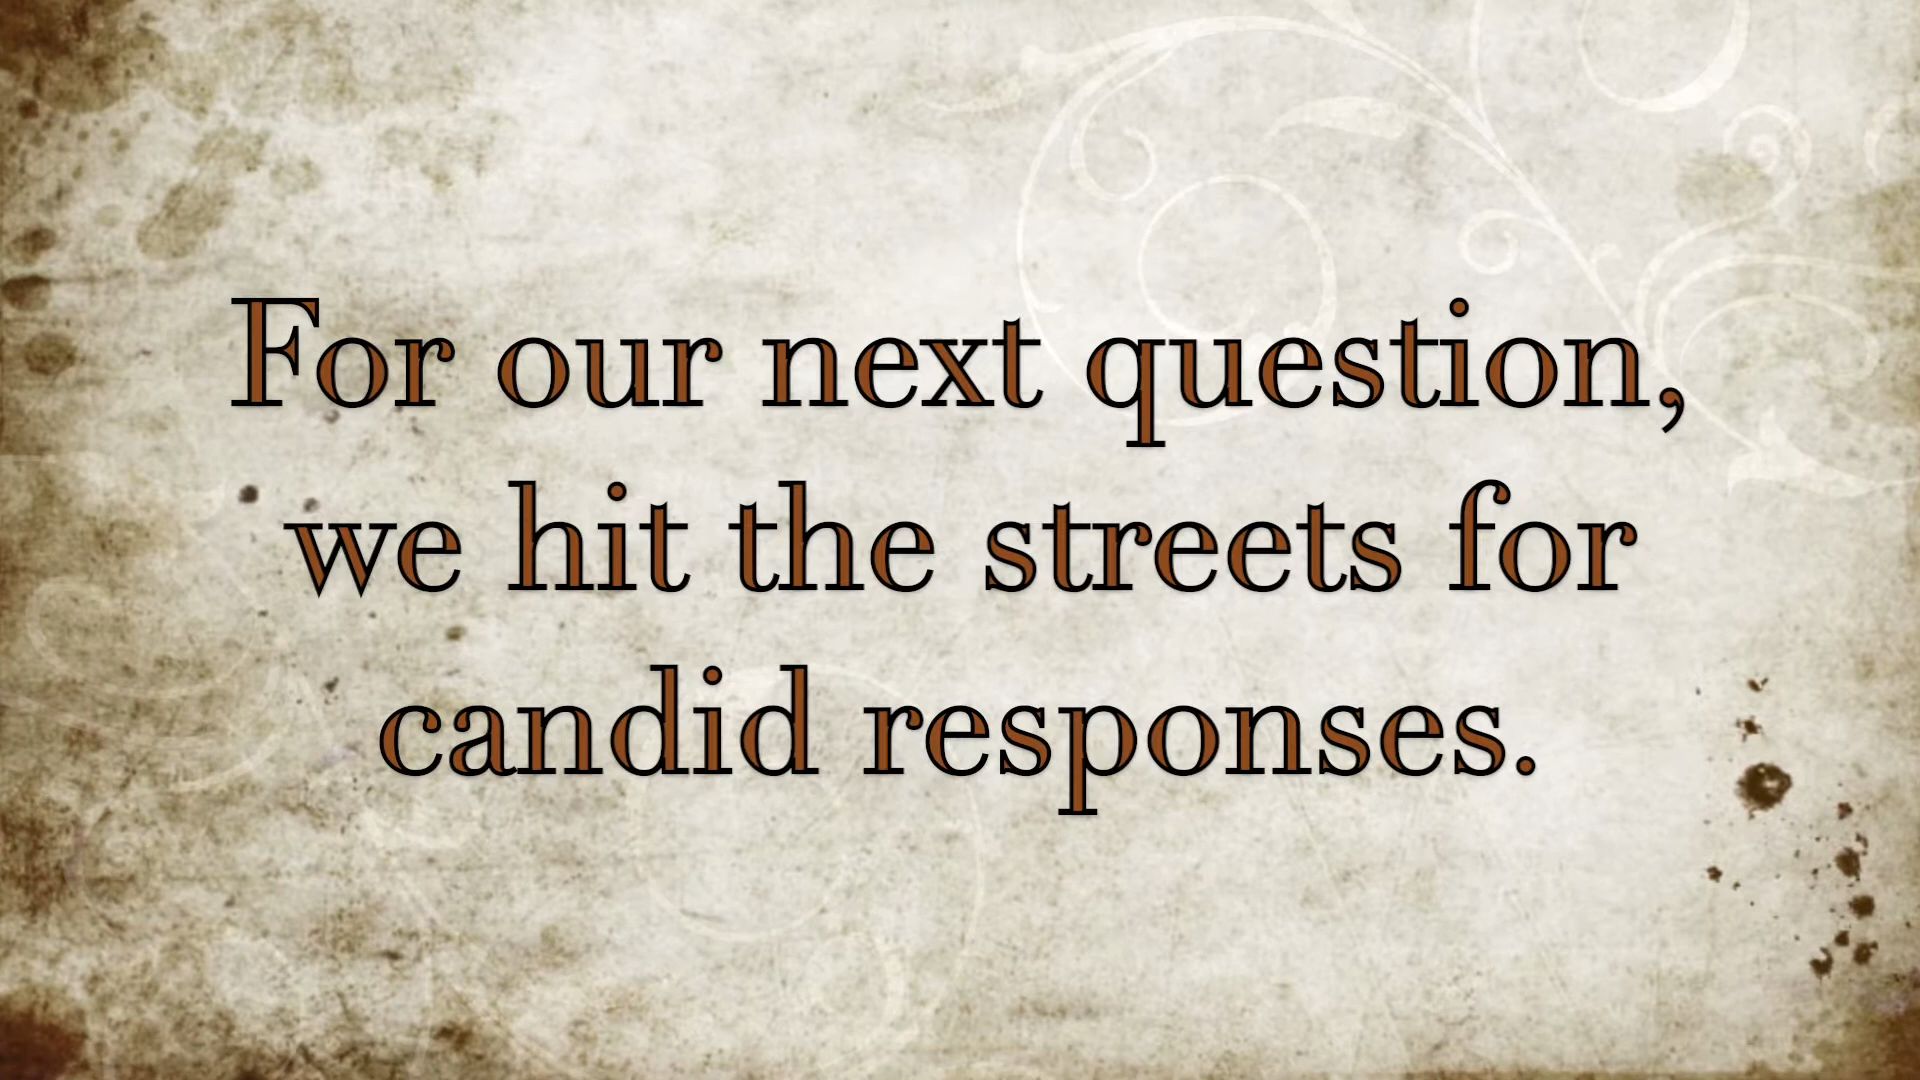 For our next question,
we hit the streets for
candid responses.